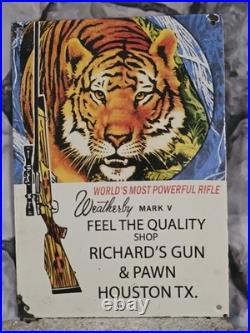 WORLD'S MOST POWERFUL RIFLE
Weatherby MARK V
FEEL THE QUALITY
SHOP
RICHARD'S GUN
& PAWN
HOUSTON TX.